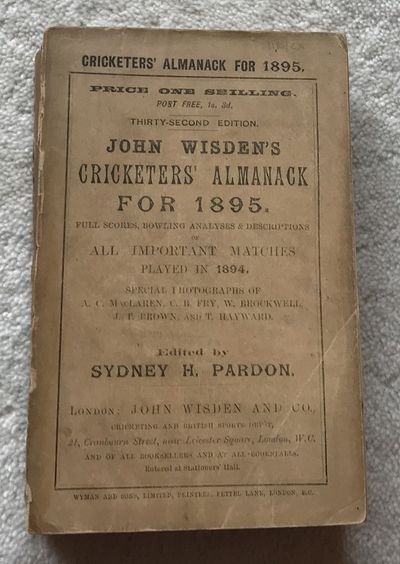 CRICKETERS' ALMANACK FOR 1895.
PRICE ONE SHILLING.
POST FREE, 1s. 3d.
THIRTY-SECOND EDITION.
JOHN WISDEN'S
CRICKETERS' ALMANACK
FOR 1895.
FULL SCORES, BOWLING ANALYSES & DESCRIPTIONS
OF
ALL IMPORTANT MATCHES
PLAYED IN 1894.
SPECIAL PHOTOGRAPHS OF
A. C. MACLAREN, C. B. FRY, W. BROCKWELL,
J. T. BROWN, AND T. HAYWARD.
Edited by
SYDNEY H. PARDON.
LONDON: JOHN WISDEN AND CO.,
CRICKETING AND BRITISH SPORTS DEPÔT,
21, Cranbourn Street, near Leicester Square, London, W.C.
AND OF ALL BOOKSELLERS AND AT ALL BOOKSTALLS.
Entered at Stationers' Hall.
WYMAN AND SONS, LIMITED, PRINTERS, FETTER LANE, LONDON, E.C.